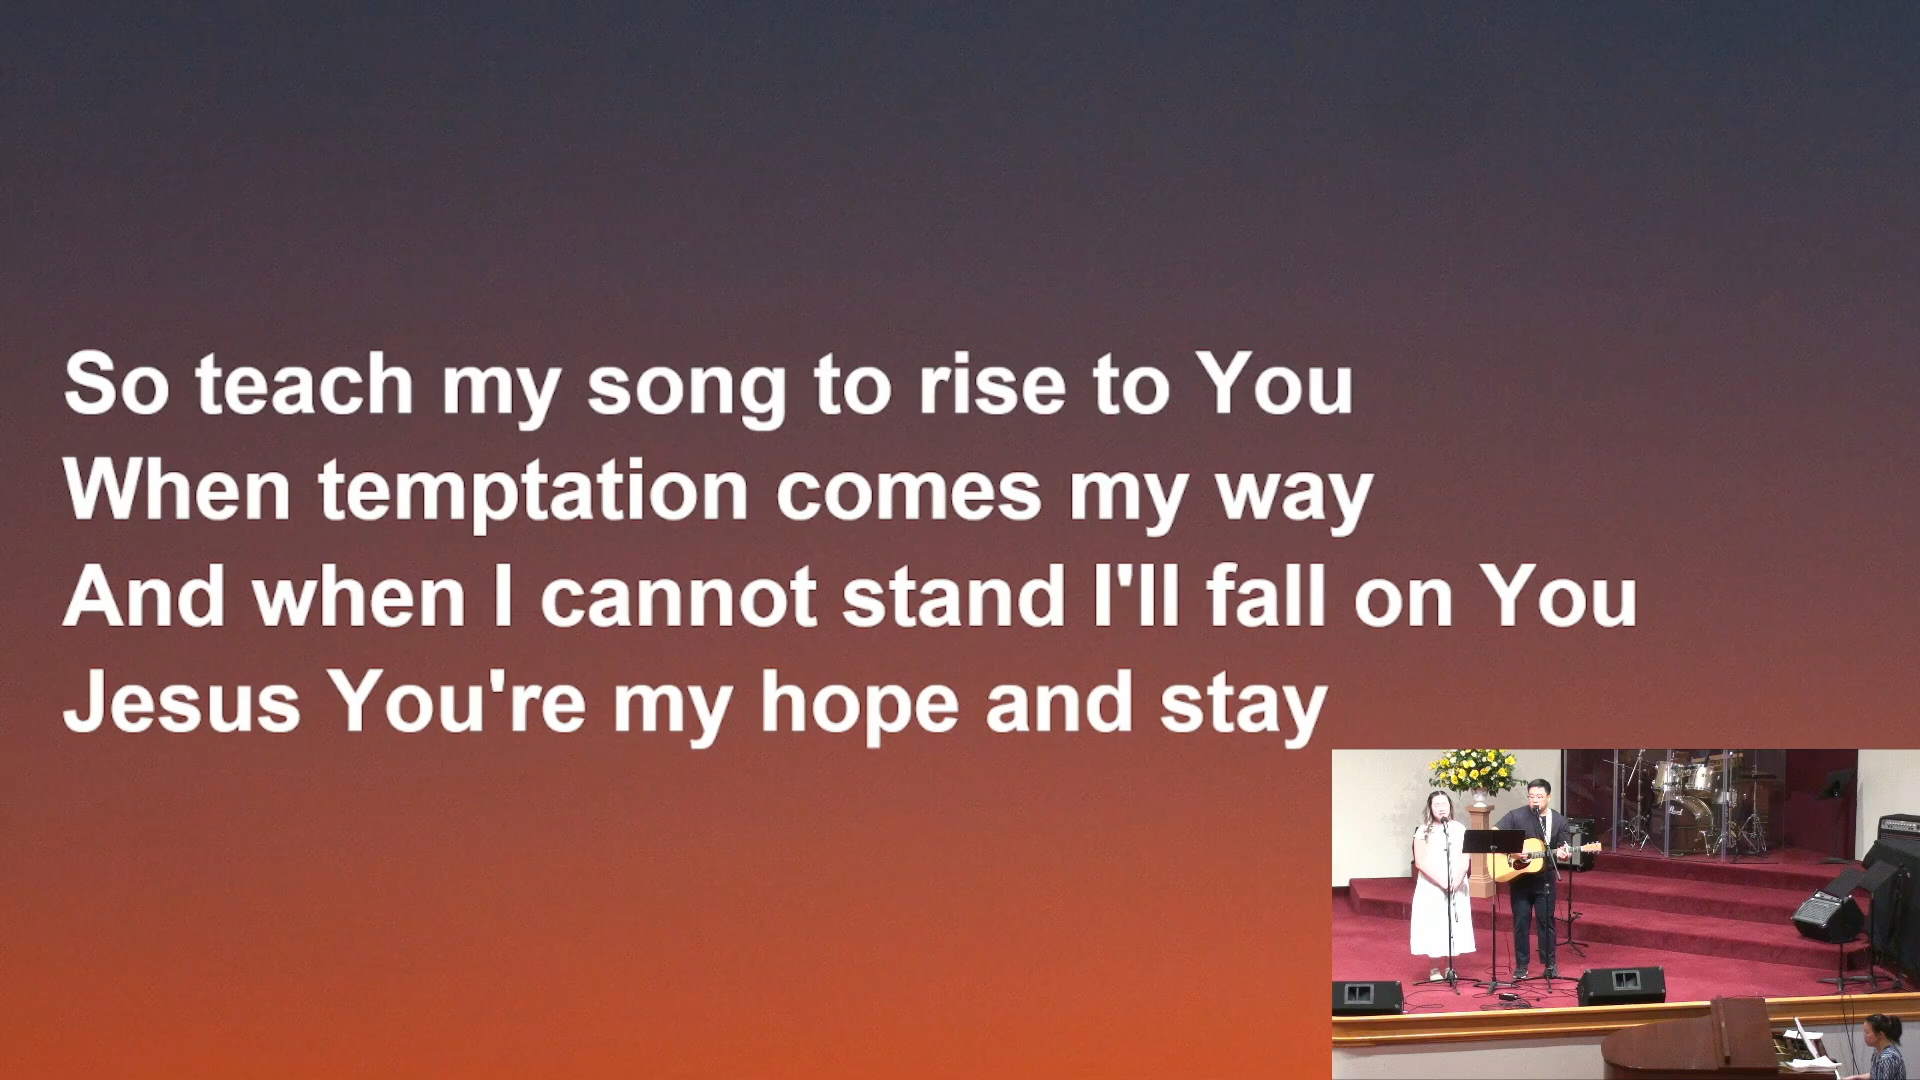 So teach my song to rise to You
When temptation comes my way
And when I cannot stand I'll fall on You
Jesus You're my hope and stay